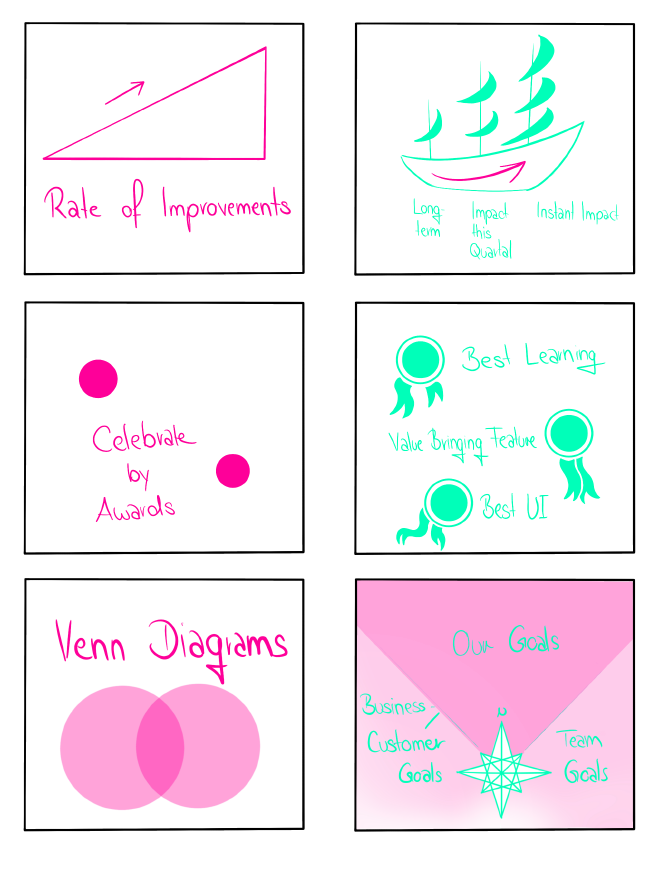 Rate of Improvements
Long-
term
Impact
this
Quartal
Instant Impact
Celebrate
by
Awards
Best Learning
Value Bringing Feature
Best UI
Venn Diagrams
Our Goals
N
Business-
/
Customer
Goals
Team
Goals